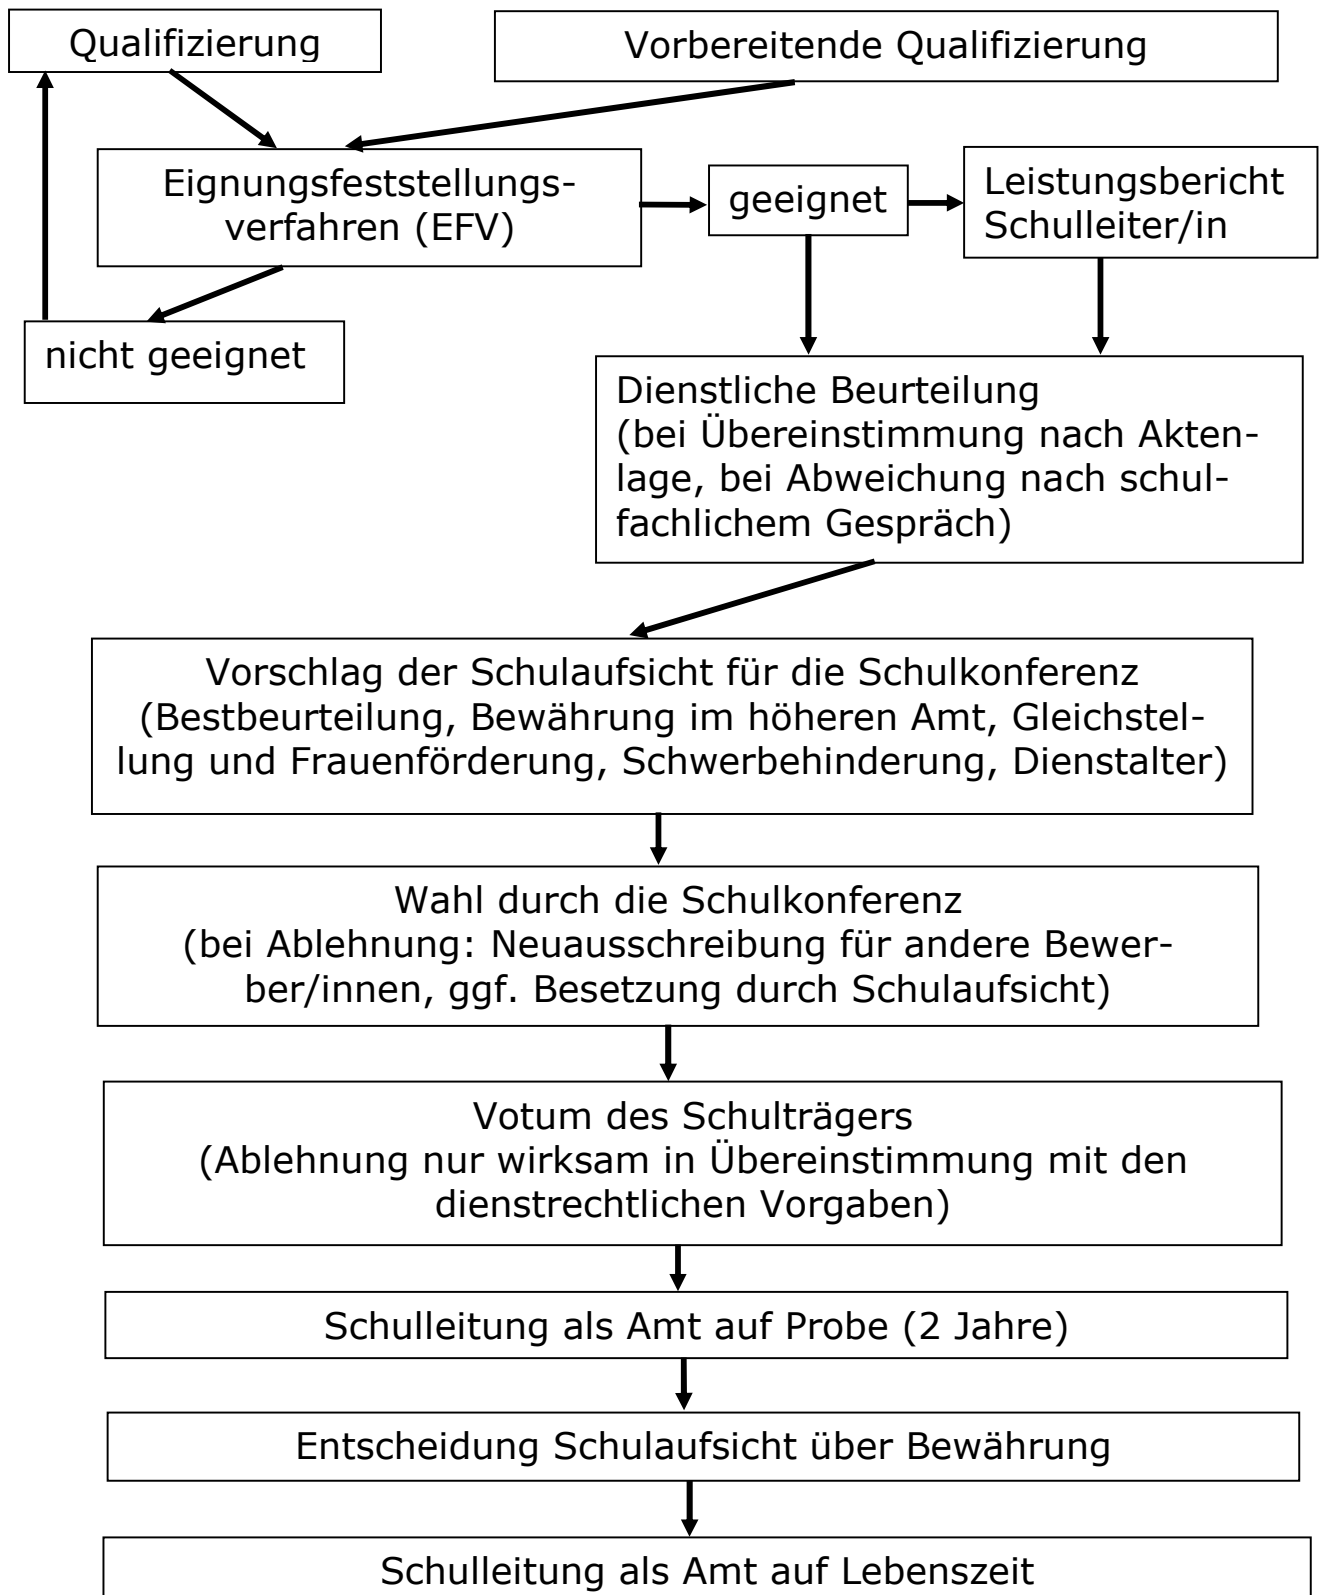 Qualifizierung
Vorbereitende Qualifizierung
Eignungsfeststellungs-
verfahren (EFV)
geeignet
Leistungsbericht
Schulleiter/in
nicht geeignet
Dienstliche Beurteilung
(bei Übereinstimmung nach Akten-
lage, bei Abweichung nach schul-
fachlichem Gespräch)
Vorschlag der Schulaufsicht für die Schulkonferenz
(Bestbeurteilung, Bewährung im höheren Amt, Gleichstel-
lung und Frauenförderung, Schwerbehinderung, Dienstalter)
Wahl durch die Schulkonferenz
(bei Ablehnung: Neuausschreibung für andere Bewer-
ber/innen, ggf. Besetzung durch Schulaufsicht)
Votum des Schulträgers
(Ablehnung nur wirksam in Übereinstimmung mit den
dienstrechtlichen Vorgaben)
Schulleitung als Amt auf Probe (2 Jahre)
Entscheidung Schulaufsicht über Bewährung
Schulleitung als Amt auf Lebenszeit